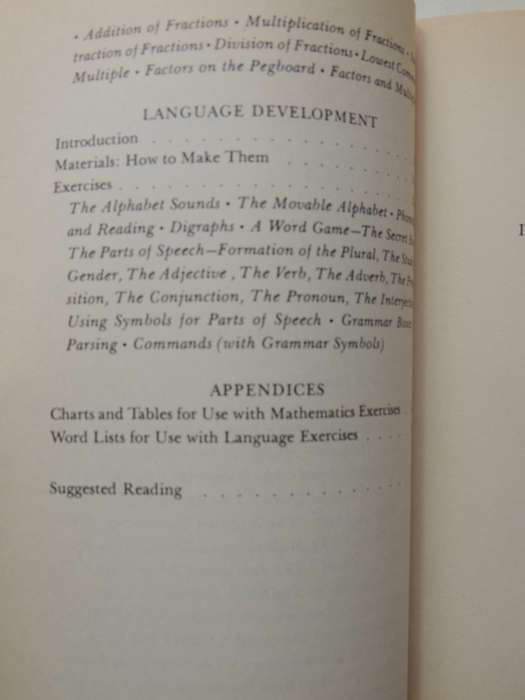 • Addition of Fractions • Multiplication of Fractions •
traction of Fractions • Division of Fractions • Lowest
Multiple • Factors on the Pegboard • Factors and
LANGUAGE DEVELOPMENT
Introduction . . . . . . . . . .
Materials: How to Make Them . . . . .
Exercises . . . . . . . . . . . .
The Alphabet Sounds • The Movable Alphabet •
and Reading • Digraphs • A Word Game—The Secret
The Parts of Speech—Formation of the Plural, The
Gender, The Adjective , The Verb, The Adverb, The
sition, The Conjunction, The Pronoun, The
Using Symbols for Parts of Speech • Grammar
Parsing • Commands (with Grammar Symbols)
APPENDICES
Charts and Tables for Use with Mathematics Exercises .
Word Lists for Use with Language Exercises . . . .
Suggested Reading . . . . . . . .